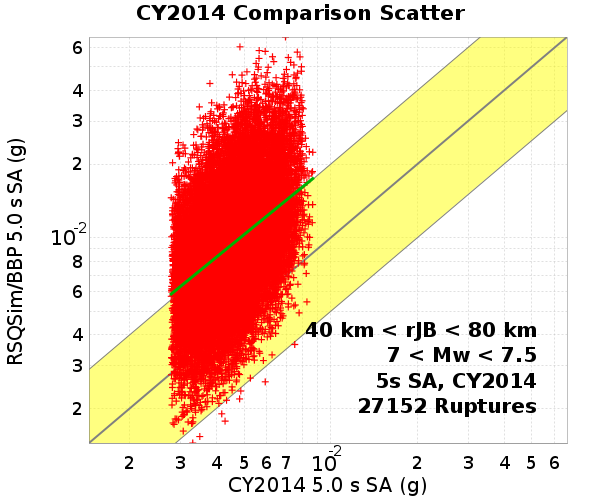 CY2014 Comparison Scatter
RSQSim/BBP 5.0 s SA (g)
6
4
3
2
10-2
8
6
4
3
2
40 km < rJB < 80 km
7 < Mw < 7.5
5s SA, CY2014
27152 Ruptures
2 3 4 5 6 7 10-2 2 3 4 5 6
CY2014 5.0 s SA (g)